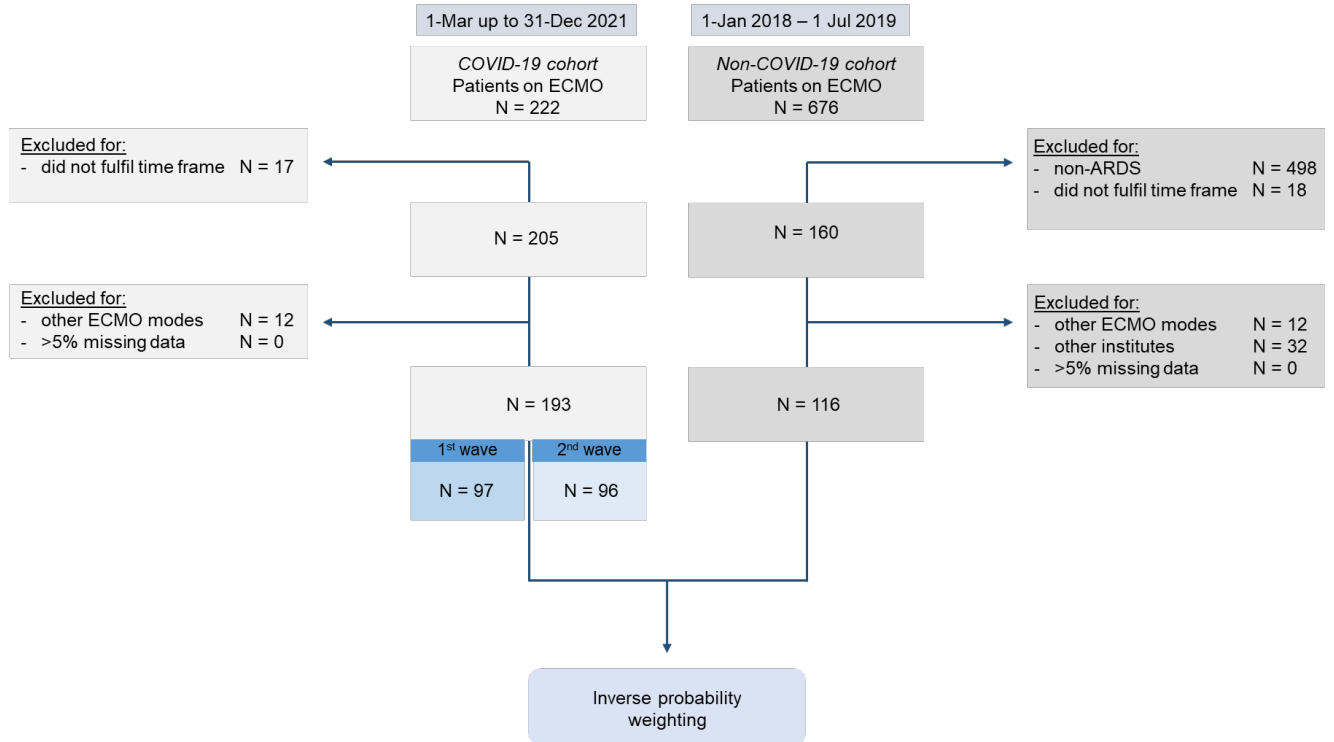 1-Mar up to 31-Dec 2021
1-Jan 2018 – 1 Jul 2019
COVID-19 cohort
Patients on ECMO
N = 222
Non-COVID-19 cohort
Patients on ECMO
N = 676
Excluded for:
- did not fulfil time frame N = 17
Excluded for:
- non-ARDS N = 498
- did not fulfil time frame N = 18
N = 205
N = 160
Excluded for:
- other ECMO modes N = 12
- >5% missing data N = 0
Excluded for:
- other ECMO modes N = 12
- other institutes N = 32
- >5% missing data N = 0
N = 193
N = 116
1st wave
2nd wave
N = 97
N = 96
Inverse probability
weighting